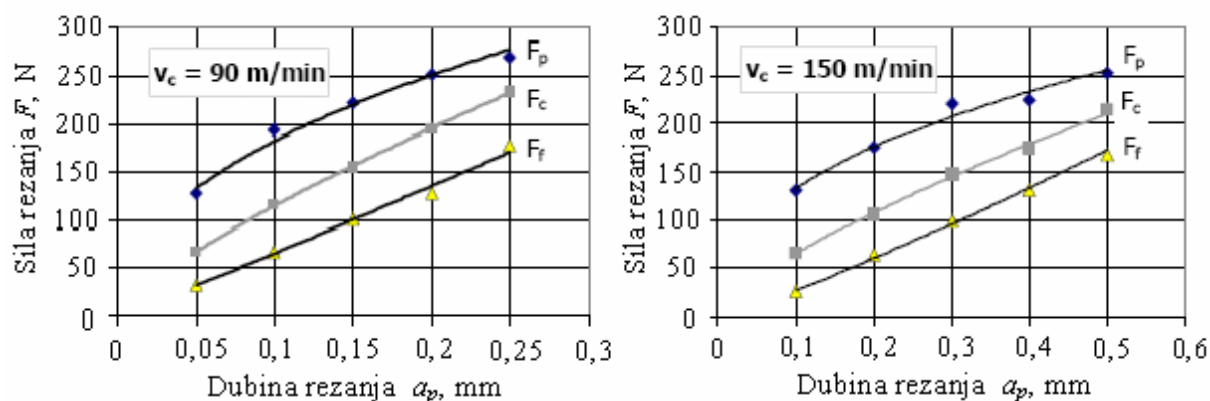 Sila rezanja F, N
300
250
200
150
100
50
0
v_c = 90 m/min
F_p
F_c
F_f
0 0,05 0,1 0,15 0,2 0,25 0,3
Dubina rezanja a_p, mm
Sila rezanja F, N
300
250
200
150
100
50
0
v_c = 150 m/min
F_p
F_c
F_f
0 0,1 0,2 0,3 0,4 0,5 0,6
Dubina rezanja a_p, mm